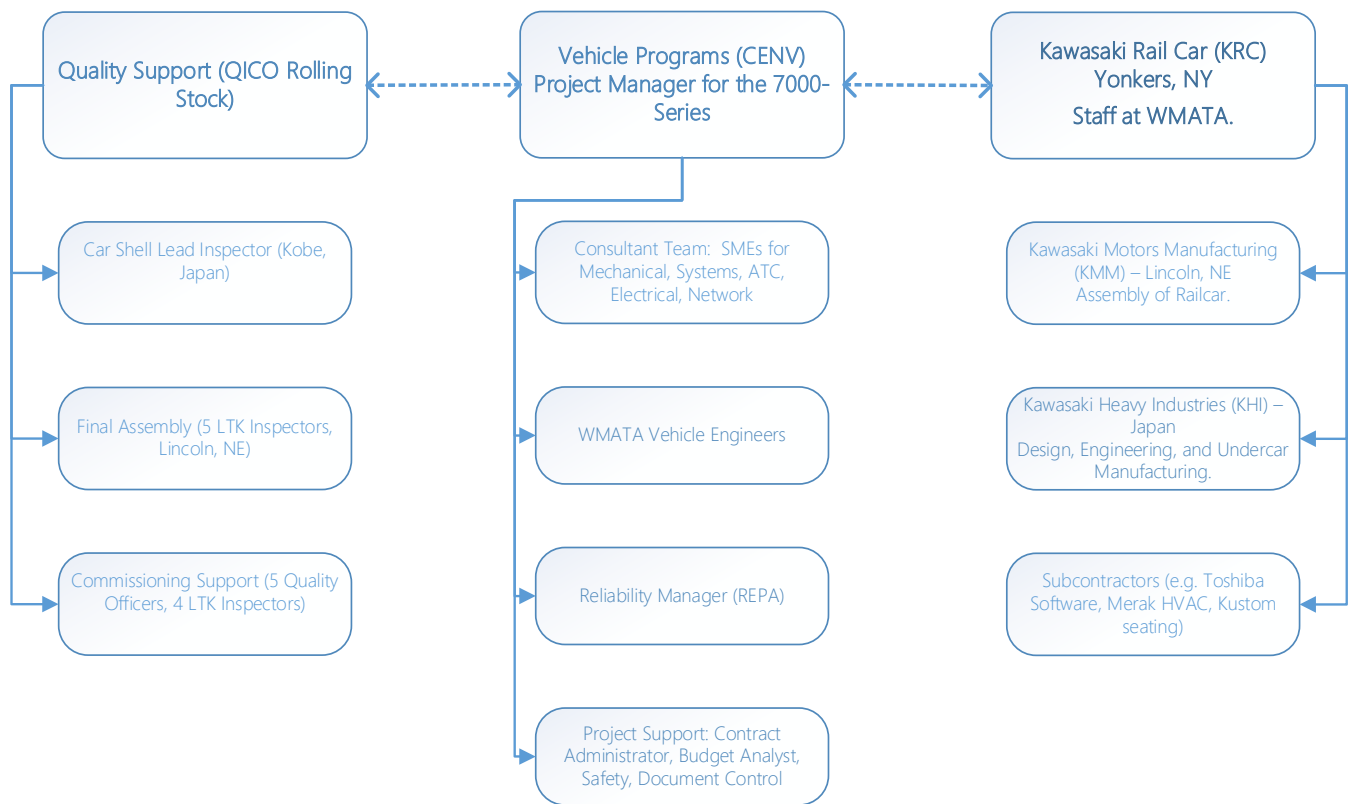 Quality Support (QICO Rolling
Stock)
Vehicle Programs (CENV)
Project Manager for the 7000-
Series
Kawasaki Rail Car (KRC)
Yonkers, NY
Staff at WMATA.
Car Shell Lead Inspector (Kobe,
Japan)
Final Assembly (5 LTK Inspectors,
Lincoln, NE)
Commissioning Support (5 Quality
Officers, 4 LTK Inspectors)
Consultant Team:  SMEs for
Mechanical, Systems, ATC,
Electrical, Network
WMATA Vehicle Engineers
Reliability Manager (REPA)
Project Support: Contract
Administrator, Budget Analyst,
Safety, Document Control
Kawasaki Motors Manufacturing
(KMM) – Lincoln, NE
Assembly of Railcar.
Kawasaki Heavy Industries (KHI) –
Japan
Design, Engineering, and Undercar
Manufacturing.
Subcontractors (e.g. Toshiba
Software, Merak HVAC, Kustom
seating)